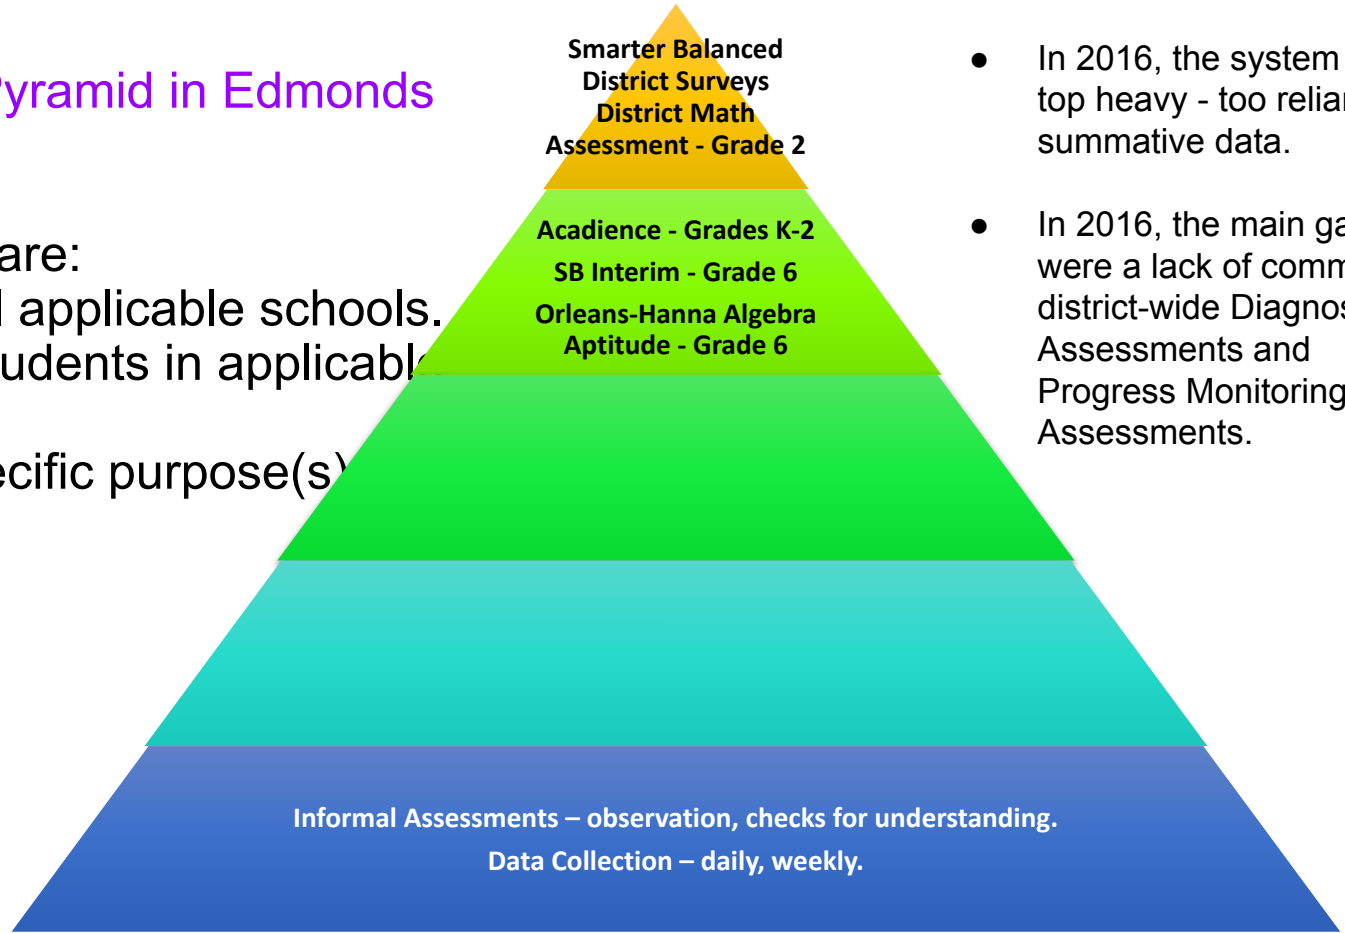 Pyramid in Edmonds
are:
applicable schools.
udents in applicable
ecific purpose(s)
Smarter Balanced
District Surveys
District Math
Assessment - Grade 2
Acadience - Grades K-2
SB Interim - Grade 6
Orleans-Hanna Algebra
Aptitude - Grade 6
Informal Assessments – observation, checks for understanding.
Data Collection – daily, weekly.
● In 2016, the system
top heavy - too relian
summative data.
● In 2016, the main ga
were a lack of comm
district-wide Diagnos
Assessments and
Progress Monitoring
Assessments.